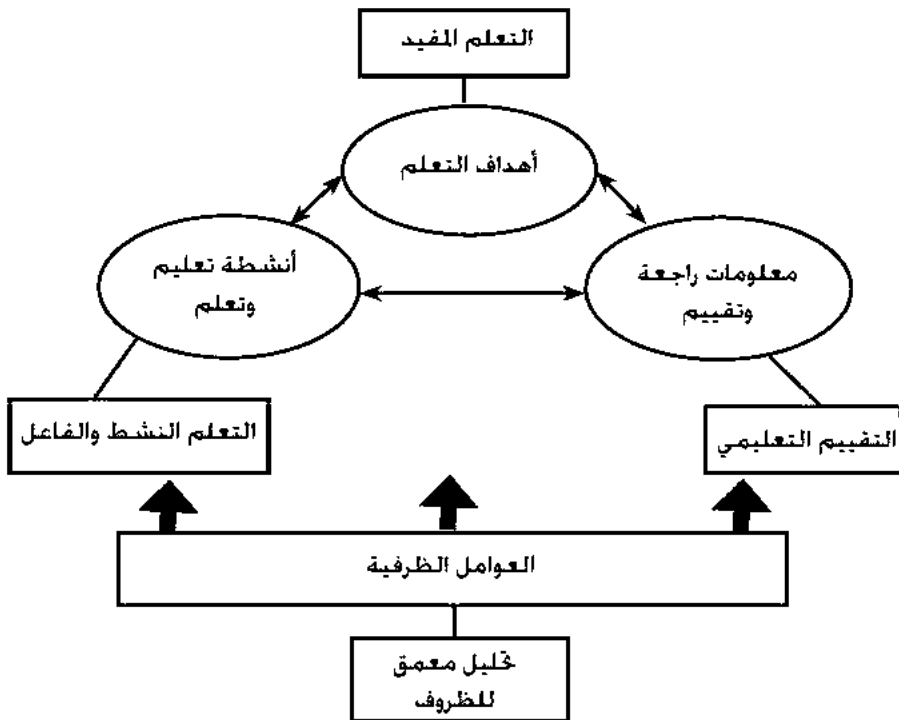 التعلم المفيد
أهداف التعلم
أنشطة تعليم
وتعلم
معلومات راجعة
وتقييم
التعلم النشط والفاعل
التقييم التعليمي
العوامل الظرفية
تحليل معمق
للظروف